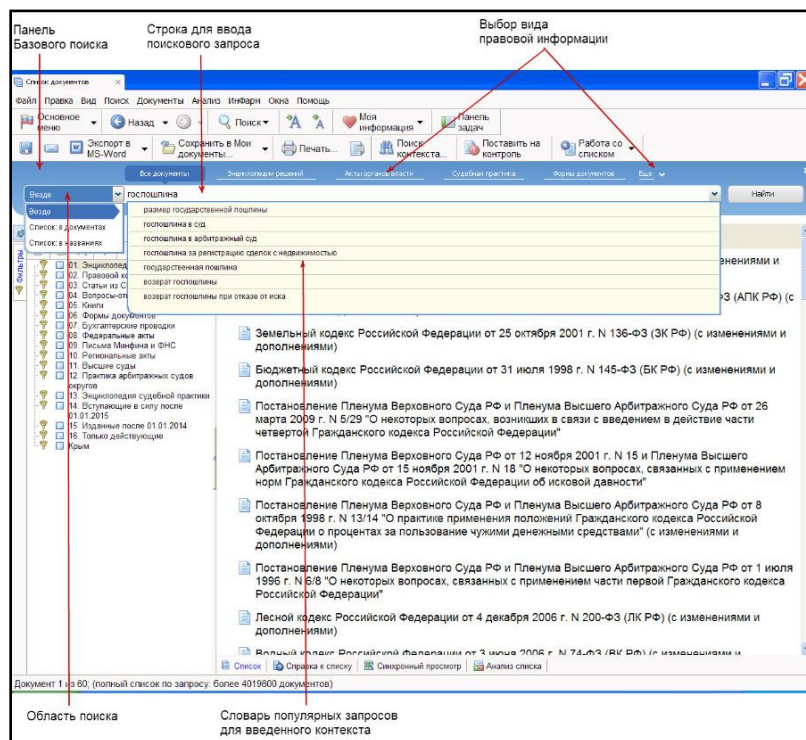 Панель
Базового поиска
Строка для ввода
поискового запроса
Выбор вида
правовой информации
Список документов
Файл Правка Вид Поиск Документы Анализ ИнФарм Окна Помощь
Основное меню
Назад
Поиск
Моя информация
Панель задач
Экспорт в MS-Word
Сохранить в Мои документы...
Печать...
Поиск контекста...
Поставить на контроль
Работа со списком
Все документы Энциклопедия решений Акты органов власти Судебная практика Формы документов Еще
Везде госпошлина Найти
Везде
Список: в документах
Список: в названиях
размер государственной пошлины
госпошлина в суд
госпошлина в арбитражный суд
госпошлина за регистрацию сделок с недвижимостью
государственная пошлина
возврат госпошлины
возврат госпошлины при отказе от иска
Фильтры
01. Энциклопед
02. Правовой ко
03. Статьи из С
04. Вопросы-от
05. Книги
06. Формы документов
07. Бухгалтерские проводки
08. Федеральные акты
09. Письма Минфина и ФНС
10. Региональные акты
11. Высшие суды
12. Практика арбитражных судов
округов
13. Энциклопедия судебной практики
14. Вступающие в силу после
01.01.2015
15. Изданные после 01.01.2014
16. Только действующие
Крым
менениями и
ФЗ (АПК РФ) (с
Земельный кодекс Российской Федерации от 25 октября 2001 г. N 136-ФЗ (ЗК РФ) (с изменениями и
дополнениями)
Бюджетный кодекс Российской Федерации от 31 июля 1998 г. N 145-ФЗ (БК РФ) (с изменениями и
дополнениями)
Постановление Пленума Верховного Суда РФ и Пленума Высшего Арбитражного Суда РФ от 26
марта 2009 г. N 5/29 "О некоторых вопросах, возникших в связи с введением в действие части
четвертой Гражданского кодекса Российской Федерации"
Постановление Пленума Верховного Суда РФ от 12 ноября 2001 г. N 15 и Пленума Высшего
Арбитражного Суда РФ от 15 ноября 2001 г. N 18 "О некоторых вопросах, связанных с применением
норм Гражданского кодекса Российской Федерации об исковой давности"
Постановление Пленума Верховного Суда РФ и Пленума Высшего Арбитражного Суда РФ от 8
октября 1998 г. N 13/14 "О практике применения положений Гражданского кодекса Российской
Федерации о процентах за пользование чужими денежными средствами" (с изменениями и
дополнениями)
Постановление Пленума Верховного Суда РФ и Пленума Высшего Арбитражного Суда РФ от 1 июля
1996 г. N 6/8 "О некоторых вопросах, связанных с применением части первой Гражданского кодекса
Российской Федерации"
Лесной кодекс Российской Федерации от 4 декабря 2006 г. N 200-ФЗ (ЛК РФ) (с изменениями и
дополнениями)
Водный кодекс Российской Федерации от 3 июня 2006 г. N 74-ФЗ (ВК РФ) (с изменениями и
Список Справка к списку Синхронный просмотр Анализ списка
Документ 1 из 60; (полный список по запросу: более 4019600 документов)
Область поиска
Словарь популярных запросов
для введенного контекста